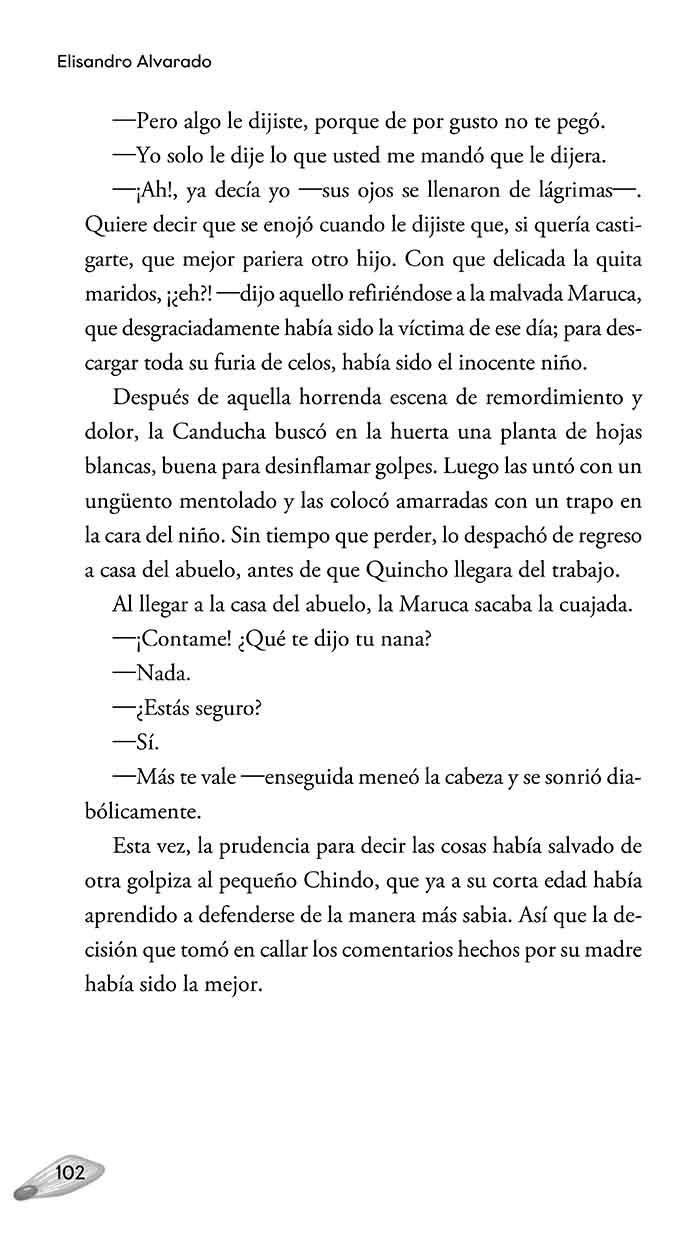 Elisandro Alvarado
—Pero algo le dijiste, porque de por gusto no te pegó.
—Yo solo le dije lo que usted me mandó que le dijera.
—¡Ah!, ya decía yo —sus ojos se llenaron de lágrimas—.
Quiere decir que se enojó cuando le dijiste que, si quería casti-
garte, que mejor pariera otro hijo. Con que delicada la quita
maridos, ¡¿eh?! —dijo aquello refiriéndose a la malvada Maruca,
que desgraciadamente había sido la víctima de ese día; para des-
cargar toda su furia de celos, había sido el inocente niño.
Después de aquella horrenda escena de remordimiento y
dolor, la Canducha buscó en la huerta una planta de hojas
blancas, buena para desinflamar golpes. Luego las untó con un
ungüento mentolado y las colocó amarradas con un trapo en
la cara del niño. Sin tiempo que perder, lo despachó de regreso
a casa del abuelo, antes de que Quincho llegara del trabajo.
Al llegar a la casa del abuelo, la Maruca sacaba la cuajada.
—¡Contame! ¿Qué te dijo tu nana?
—Nada.
—¿Estás seguro?
—Sí.
—Más te vale —enseguida meneó la cabeza y se sonrió dia-
bólicamente.
Esta vez, la prudencia para decir las cosas había salvado de
otra golpiza al pequeño Chindo, que ya a su corta edad había
aprendido a defenderse de la manera más sabia. Así que la de-
cisión que tomó en callar los comentarios hechos por su madre
había sido la mejor.
102